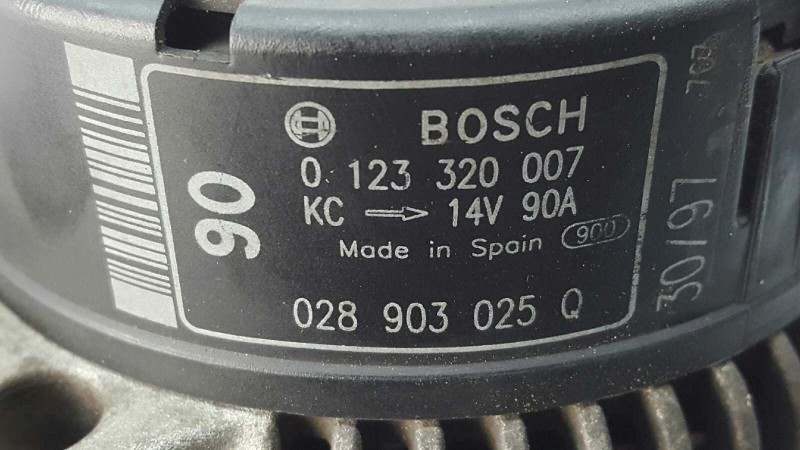 BOSCH
0 123 320 007
KC → 14V 90A
Made in Spain 900
028 903 025 Q
90
30/97